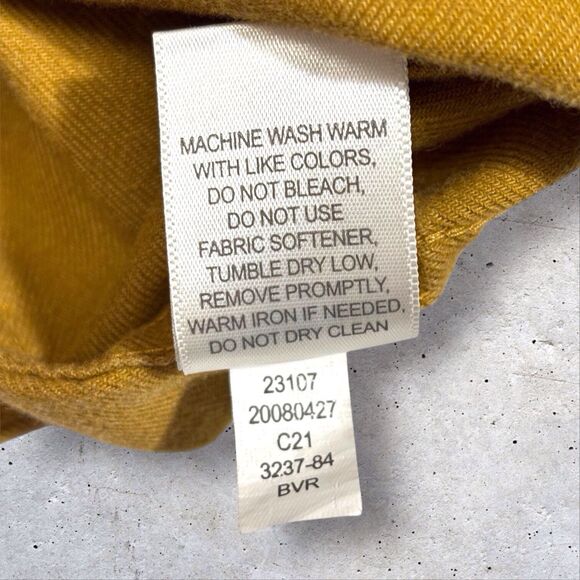 MACHINE WASH WARM
WITH LIKE COLORS,
DO NOT BLEACH,
DO NOT USE
FABRIC SOFTENER,
TUMBLE DRY LOW,
REMOVE PROMPTLY,
WARM IRON IF NEEDED,
DO NOT DRY CLEAN
23107
20080427
C21
3237-84
BVR